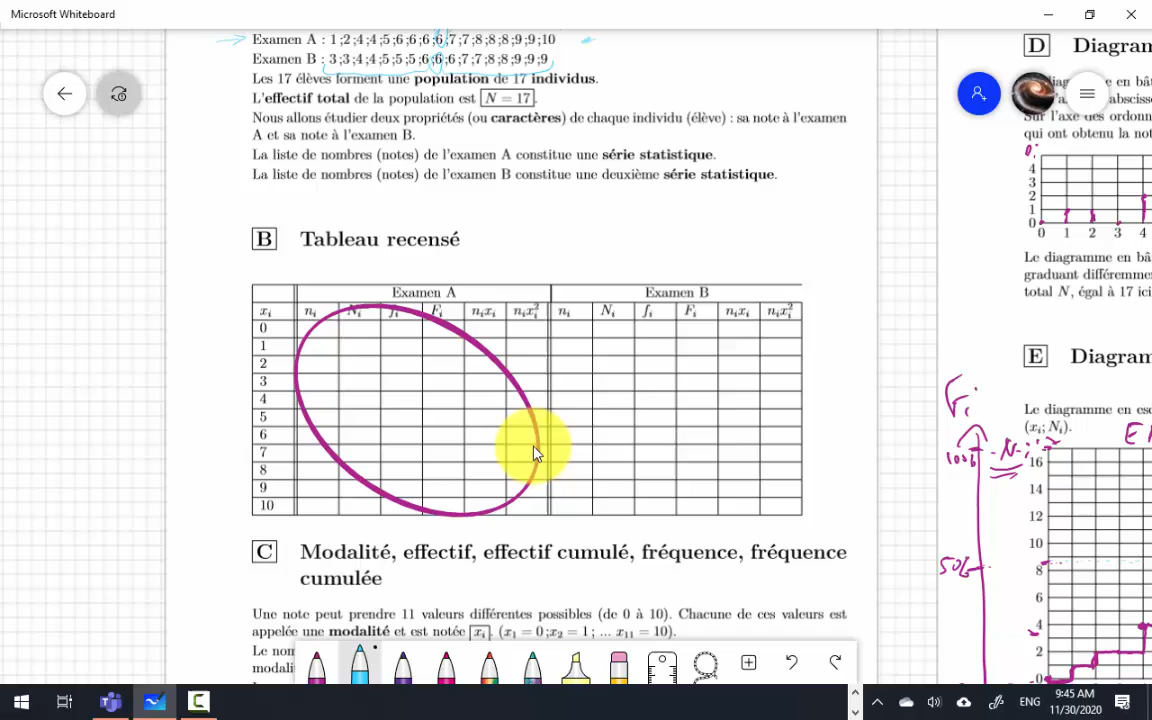 Microsoft Whiteboard
Examen A : 1 ;2 ;4 ;4 ;5 ;6 ;6 ;6 ;6 ;7 ;7 ;8 ;8 ;8 ;9 ;9 ;10
Examen B : 3 ;3 ;4 ;4 ;5 ;5 ;5 ;6 ;6 ;6 ;7 ;7 ;8 ;8 ;9 ;9 ;9
Les 17 élèves forment une population de 17 individus.
L'effectif total de la population est N = 17.
Nous allons étudier deux propriétés (ou caractères) de chaque individu (élève) : sa note à l'examen
A et sa note à l'examen B.
La liste de nombres (notes) de l'examen A constitue une série statistique.
La liste de nombres (notes) de l'examen B constitue une deuxième série statistique.
B Tableau recensé
Examen A Examen B
xi ni Ni fi Fi nixi nixi² ni Ni fi Fi nixi nixi²
0
1
2
3
4
5
6
7
8
9
10
C Modalité, effectif, effectif cumulé, fréquence, fréquence
cumulée
Une note peut prendre 11 valeurs différentes possibles (de 0 à 10). Chacune de ces valeurs est
appelée une modalité et est notée xi. (x1 = 0 ;x2 = 1 ; ... x11 = 10).
Le nom
modali
D Diagram
iagramme en bât
abscisse
Sur l'axe des ordonn
qui ont obtenu la not
4
3
2
1
0
0 1 2 3 4
Le diagramme en bâ
graduant différemme
total N, égal à 17 ici
E Diagram
Le diagramme en esc
(xi; Ni).
Fi
100%
Ni
16
14
12
10
50%
8
6
4
2
0
ENG
9:45 AM
11/30/2020